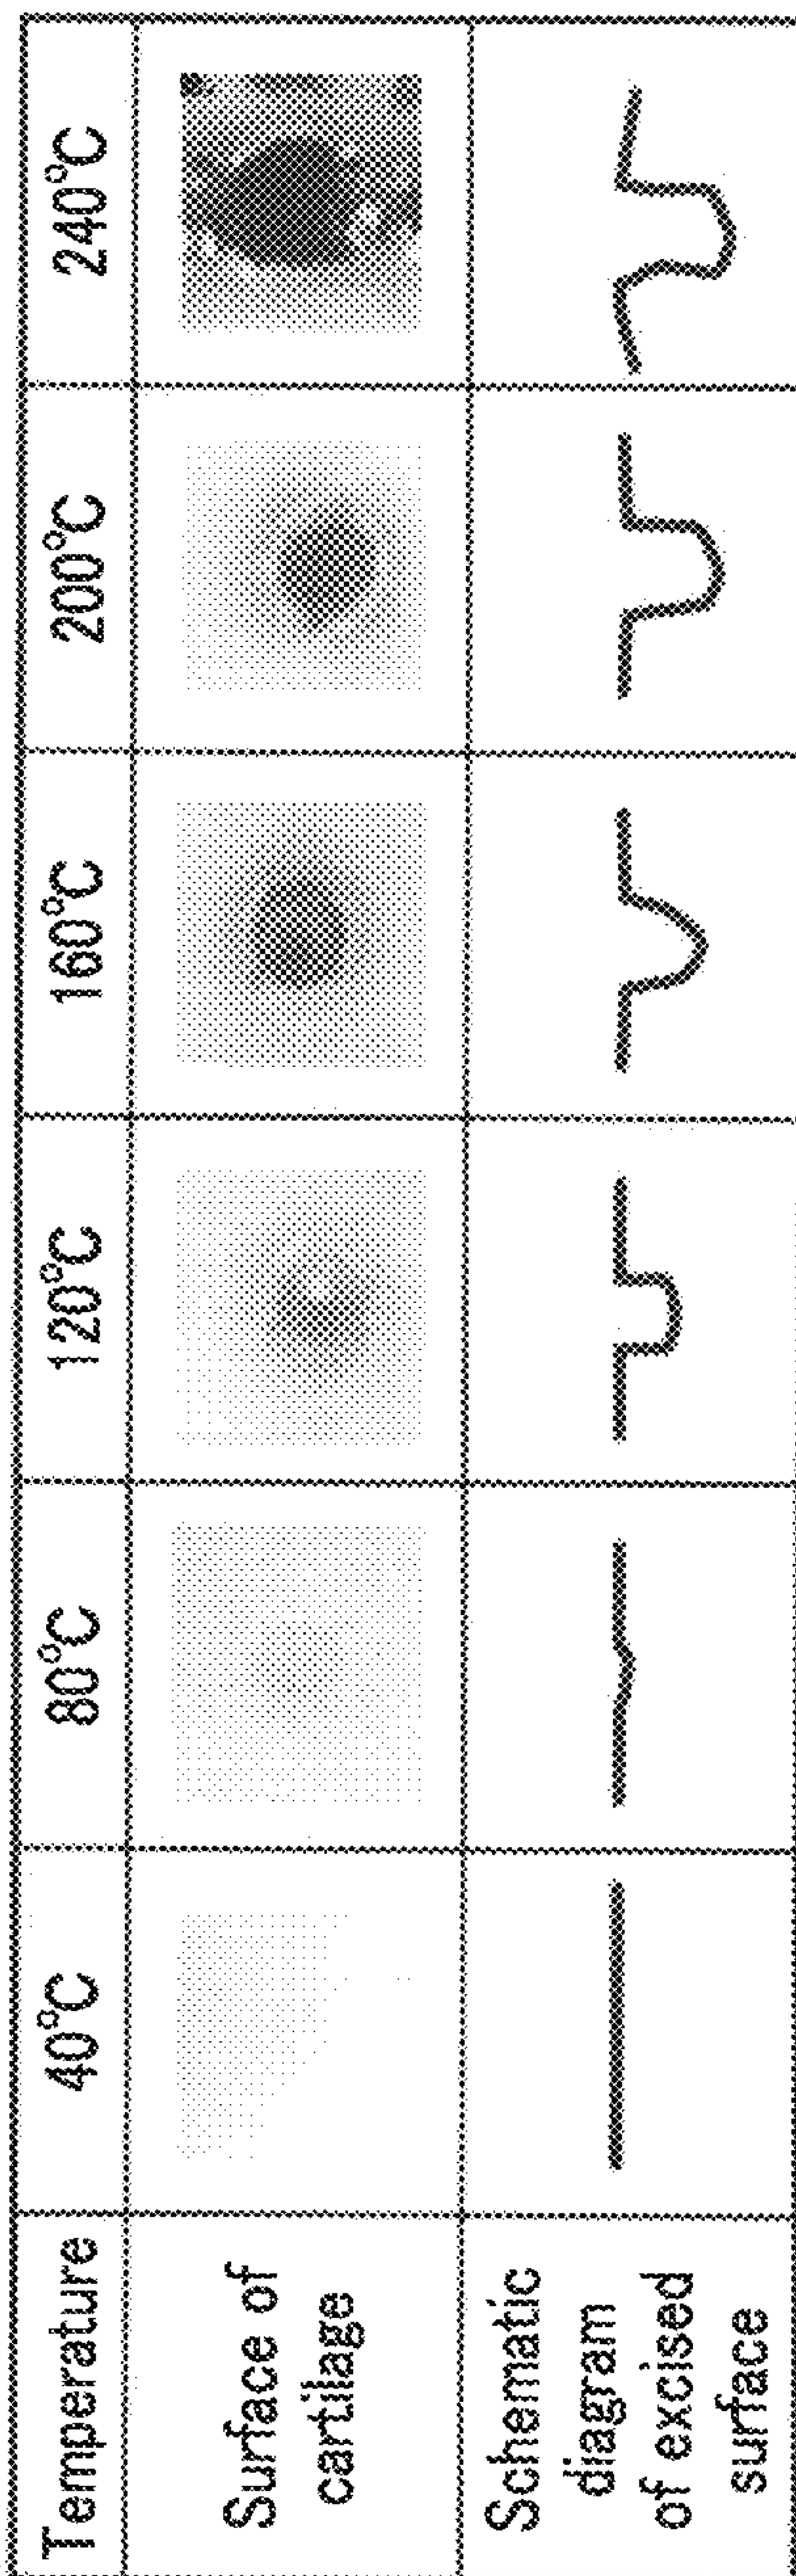 Temperature
40°C
80°C
120°C
160°C
200°C
240°C
Surface of
cartilage
Schematic
diagram
of excised
surface